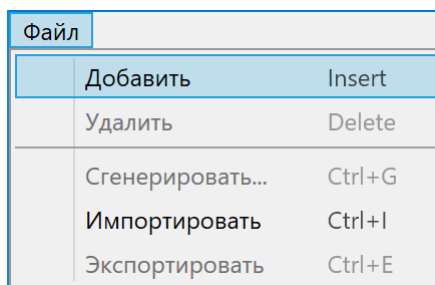 Файл
Добавить Insert
Удалить Delete
Сгенерировать... Ctrl+G
Импортировать Ctrl+I
Экспортировать Ctrl+E